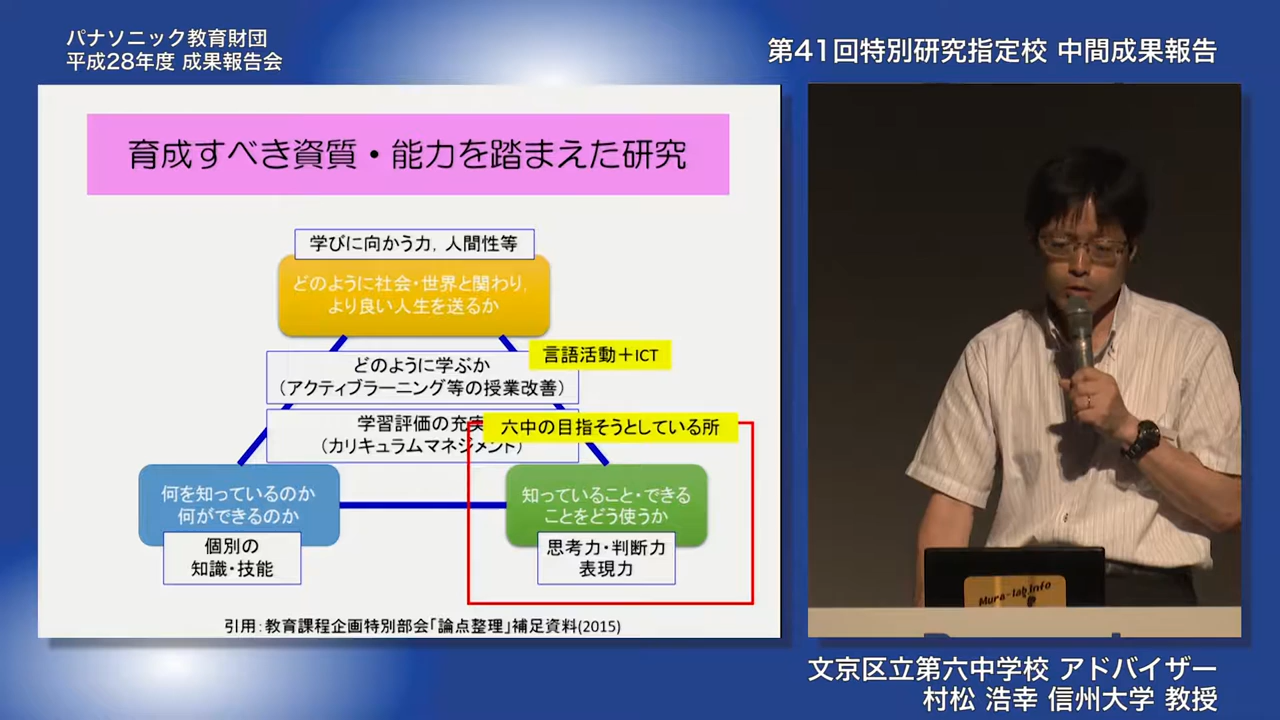 パナソニック教育財団
平成28年度 成果報告会
第41回特別研究指定校 中間成果報告
育成すべき資質・能力を踏まえた研究
学びに向かう力，人間性等
どのように社会・世界と関わり，
より良い人生を送るか
言語活動＋ICT
どのように学ぶか
（アクティブラーニング等の授業改善）
学習評価の充実
六中の目指そうとしている所
（カリキュラムマネジメント）
何を知っているのか
何ができるのか
知っていること・できる
ことをどう使うか
個別の
知識・技能
思考力・判断力
表現力
引用：教育課程企画特別部会「論点整理」補足資料(2015)
Mura-lab.info
文京区立第六中学校 アドバイザー
村松 浩幸 信州大学 教授